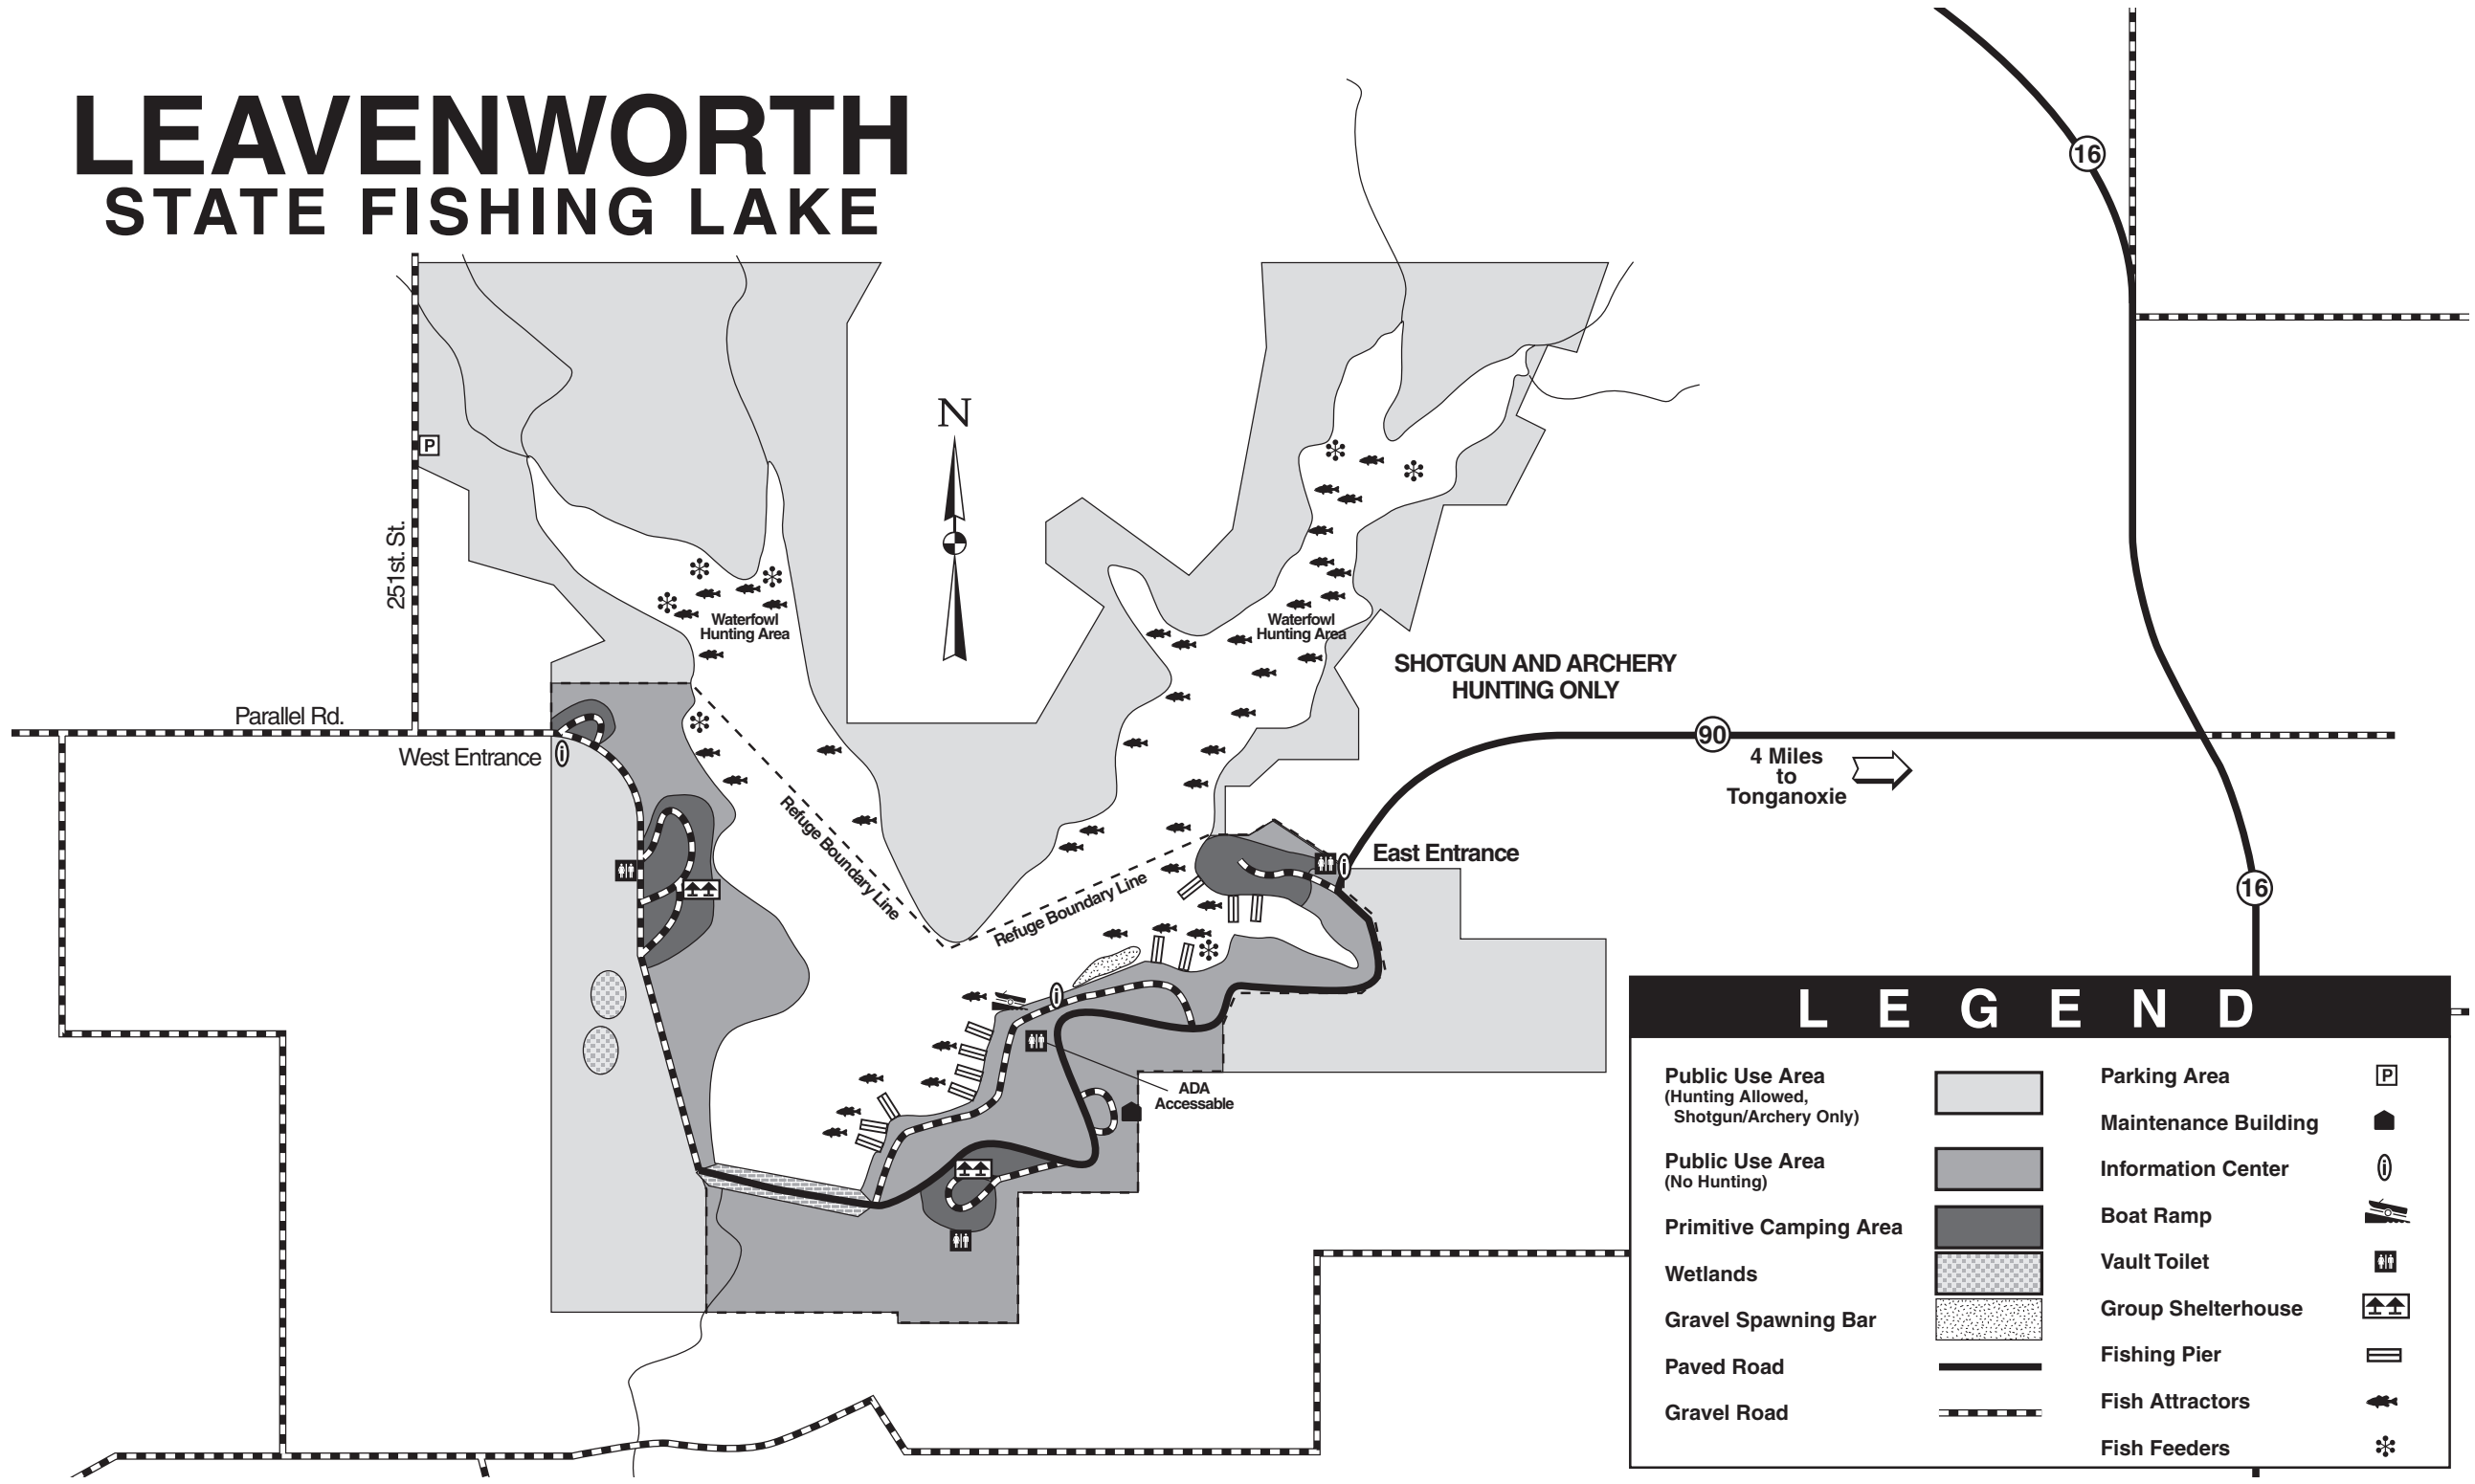 LEAVENWORTH
STATE FISHING LAKE
16
N
P
251st. St.
Waterfowl
Hunting Area
Waterfowl
Hunting Area
SHOTGUN AND ARCHERY
HUNTING ONLY
Parallel Rd.
West Entrance
i
90
4 Miles
to
Tonganoxie
Refuge Boundary Line
Refuge Boundary Line
East Entrance
i
16
i
ADA
Accessable
LEGEND
Public Use Area
(Hunting Allowed,
Shotgun/Archery Only)
Public Use Area
(No Hunting)
Primitive Camping Area
Wetlands
Gravel Spawning Bar
Paved Road
Gravel Road
Parking Area P
Maintenance Building
Information Center i
Boat Ramp
Vault Toilet
Group Shelterhouse
Fishing Pier
Fish Attractors
Fish Feeders